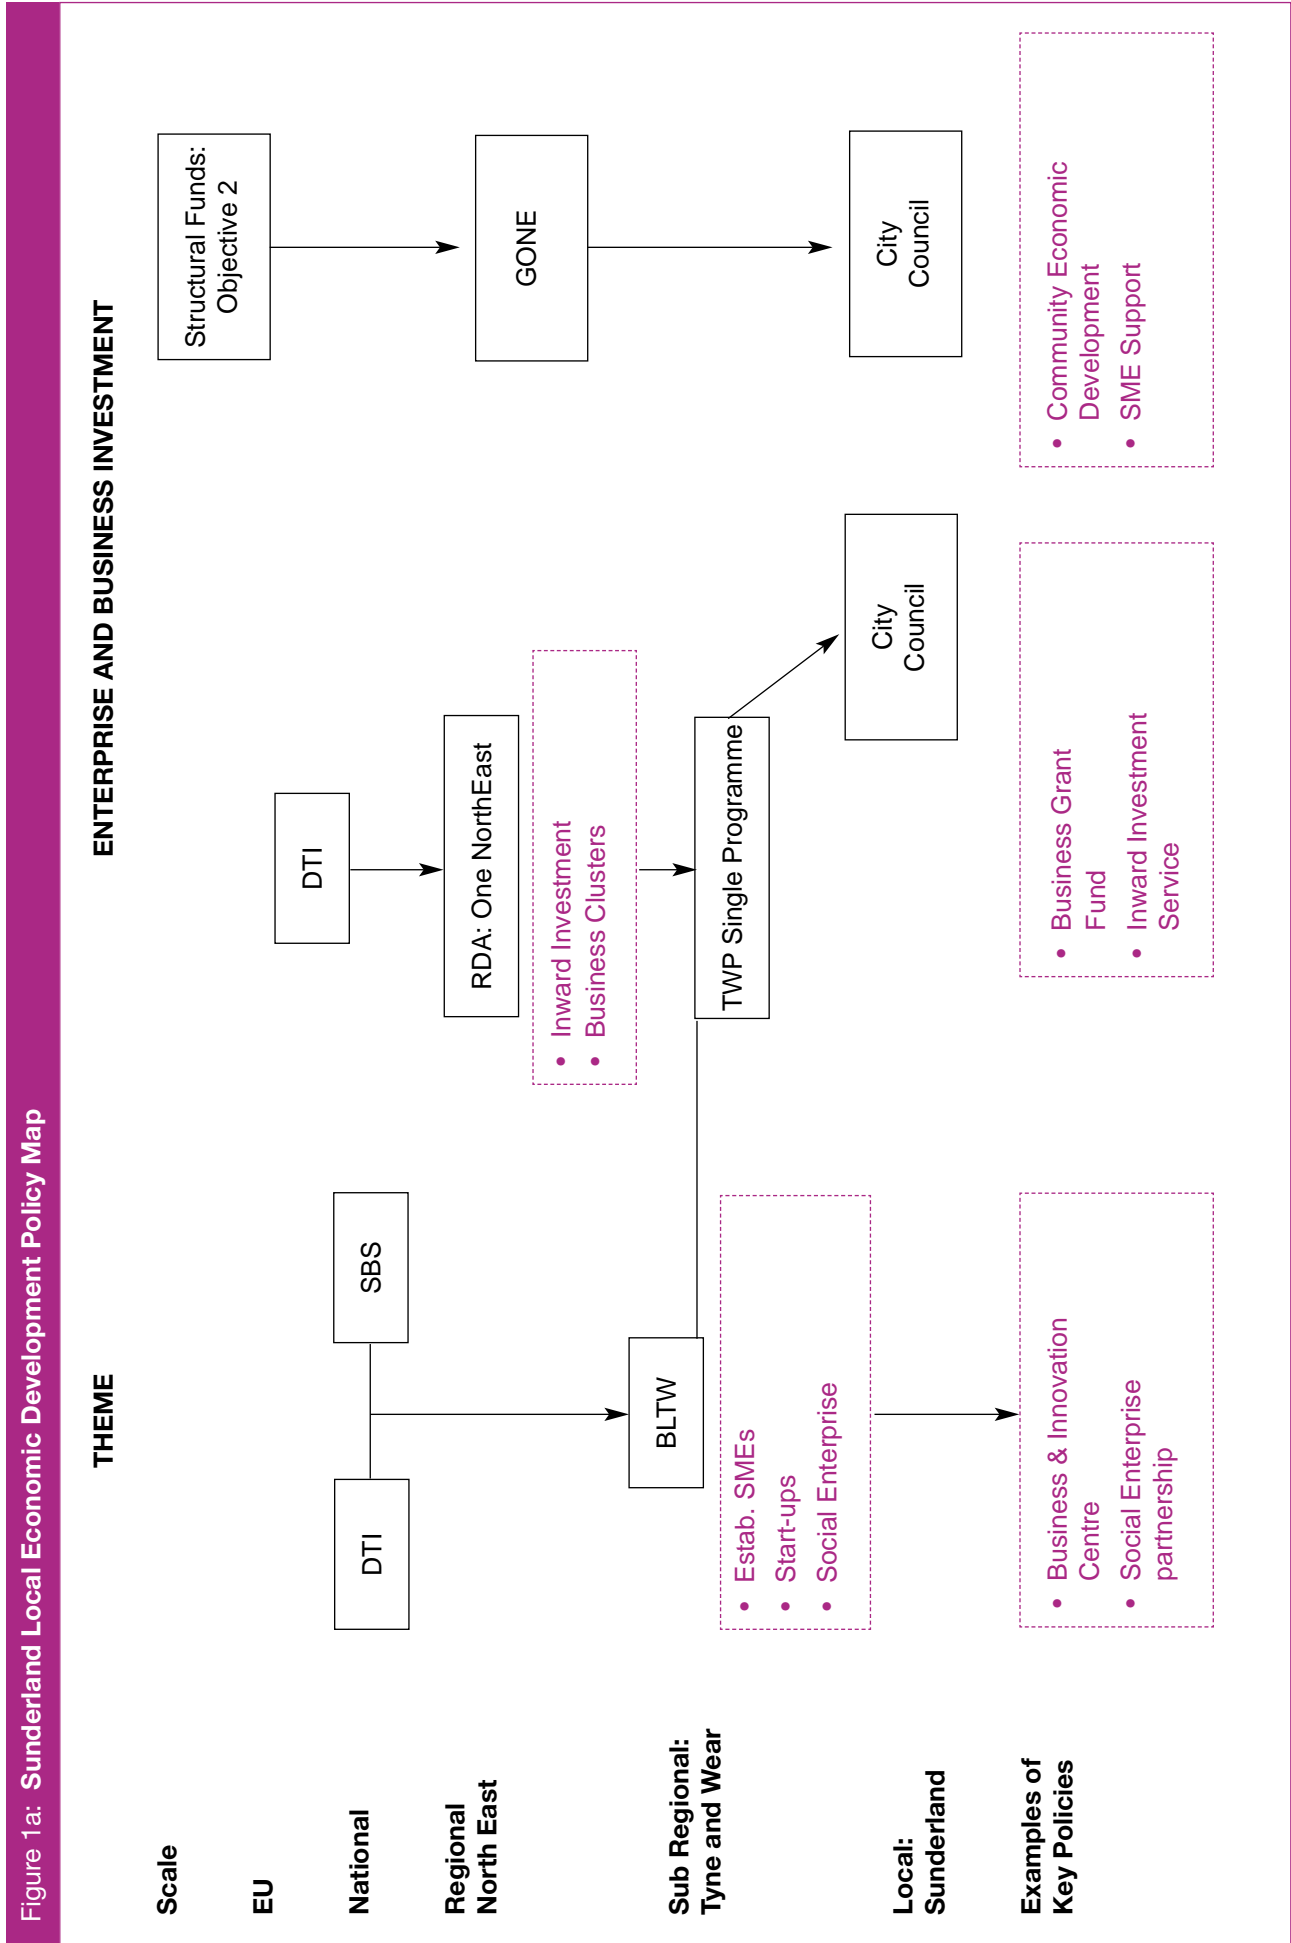 Figure 1a: Sunderland Local Economic Development Policy Map
THEME
ENTERPRISE AND BUSINESS INVESTMENT
Scale
EU
National
Regional
North East
Sub Regional:
Tyne and Wear
Local:
Sunderland
Examples of
Key Policies
DTI
SBS
BLTW
• Estab. SMEs
• Start-ups
• Social Enterprise
• Business & Innovation
Centre
• Social Enterprise
partnership
DTI
RDA: One NorthEast
• Inward Investment
• Business Clusters
TWP Single Programme
City
Council
• Business Grant
Fund
• Inward Investment
Service
Structural Funds:
Objective 2
GONE
City
Council
• Community Economic
Development
• SME Support